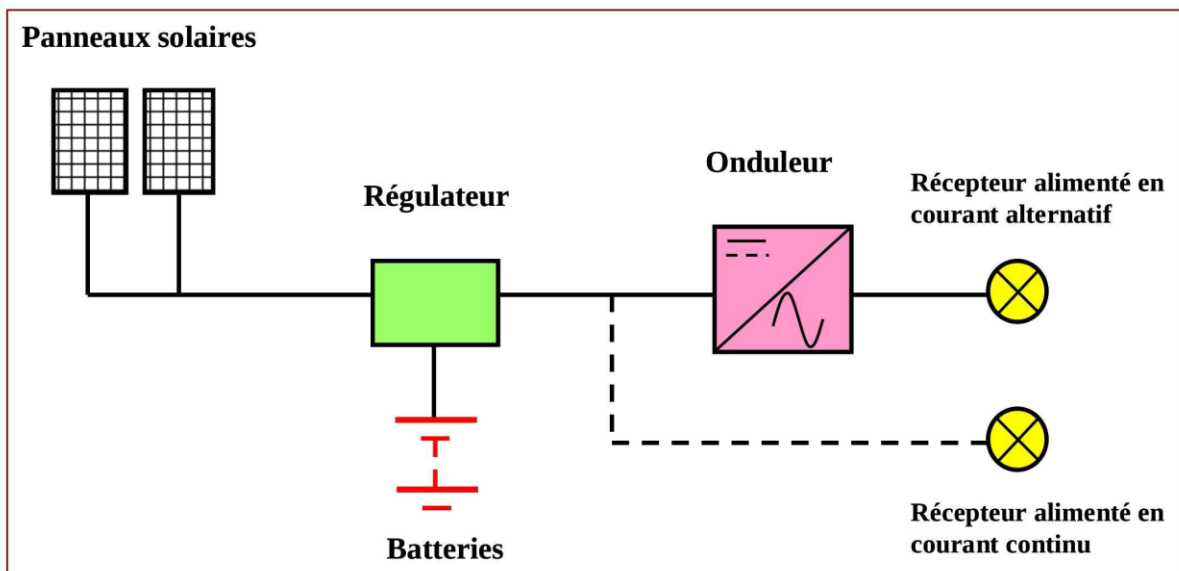 Panneaux solaires
Régulateur
Onduleur
Récepteur alimenté en
courant alternatif
Batteries
Récepteur alimenté en
courant continu